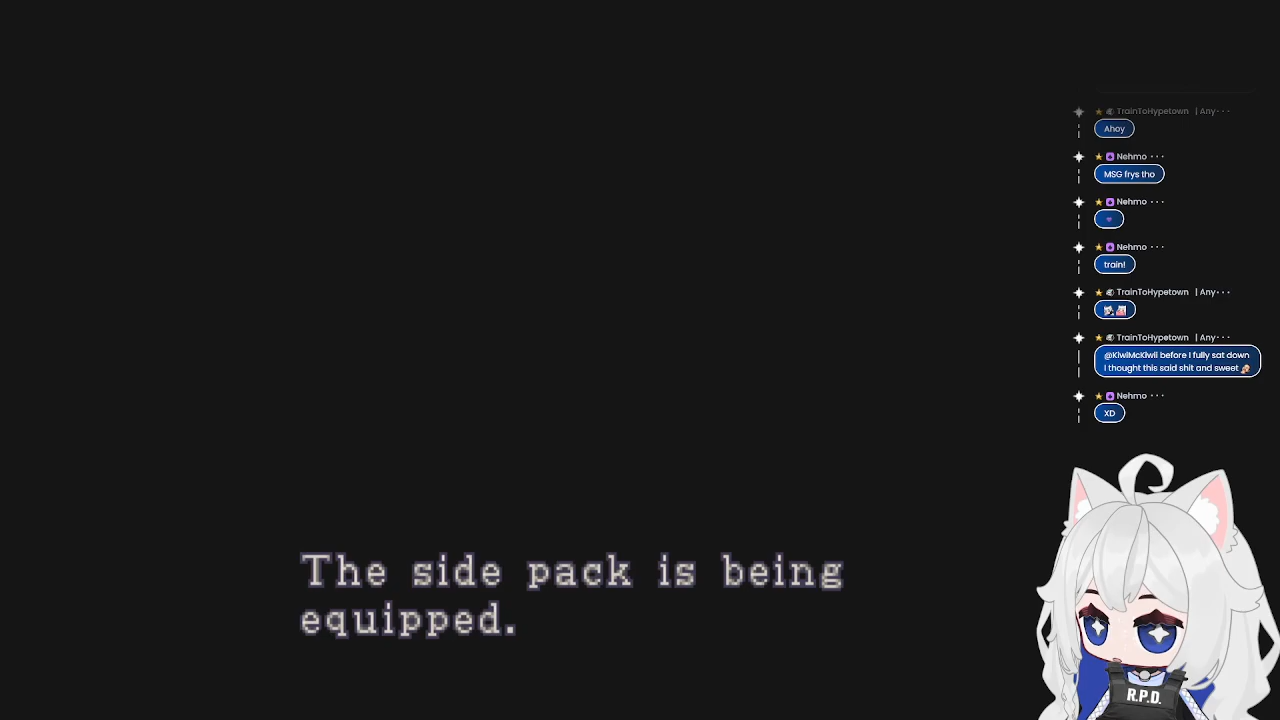 TrainToHypetown | Any···
Ahoy
Nehmo ···
MSG frys tho
Nehmo ···
Nehmo ···
train!
TrainToHypetown | Any···
TrainToHypetown | Any···
@KiwiMcKiwii before I fully sat down
I thought this said shit and sweet
Nehmo ···
XD
The side pack is being
equipped.
R.P.D.